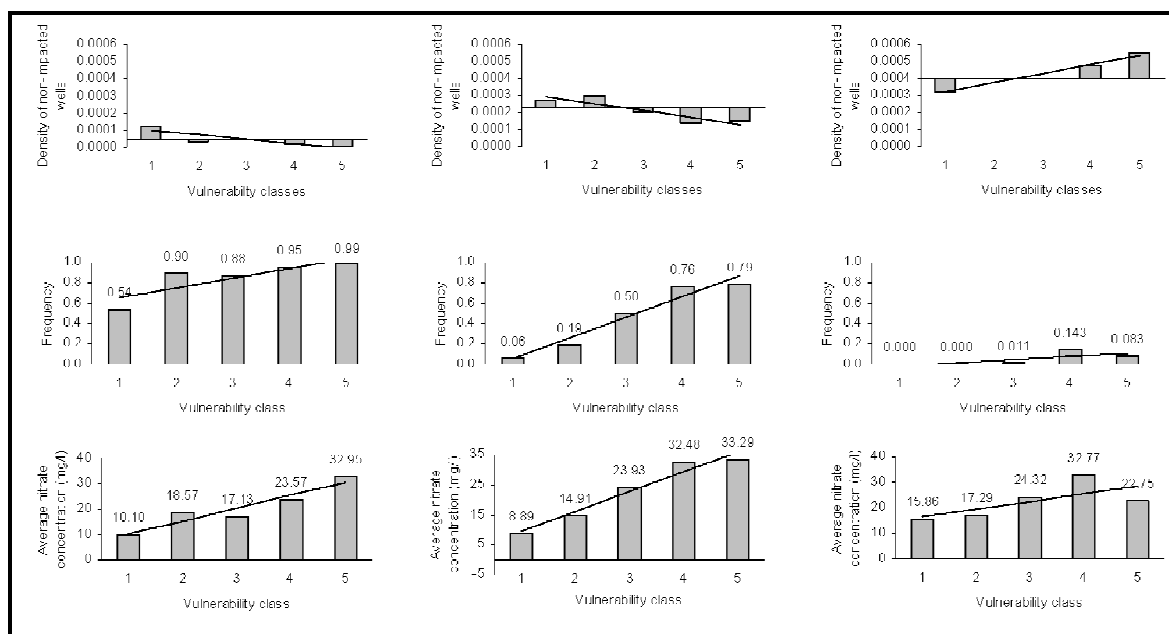 Density of non-impacted
wells
0.0006
0.0005
0.0004
0.0003
0.0002
0.0001
0.0000
1 2 3 4 5
Vulnerabilty classes
Density of non-impacted
wells
0.0006
0.0005
0.0004
0.0003
0.0002
0.0001
0.0000
1 2 3 4 5
Vulnerability classes
Density of non-impacted
wells
0.0006
0.0005
0.0004
0.0003
0.0002
0.0001
0.0000
1 2 3 4 5
Vulnerability classes
Frequency
1.0
0.8
0.6
0.4
0.2
0.0
0.54 0.90 0.88 0.95 0.99
1 2 3 4 5
Vulnerability class
Frequency
1.0
0.8
0.6
0.4
0.2
0.0
0.06 0.19 0.50 0.76 0.79
1 2 3 4 5
Vulnerability class
Frequency
1.0
0.8
0.6
0.4
0.2
0.0
0.000 0.000 0.011 0.143 0.083
1 2 3 4 5
Vulnerability class
Average nitrate
concentration (mg/l)
40
30
20
10
0
10.10 18.57 17.13 23.57 32.95
1 2 3 4 5
Vulnerability class
Average nitrate
concentration (mg/l)
35
25
15
5
−5
8.89 14.91 23.93 32.48 33.29
1 2 3 4 5
Vulnerability class
Average nitrate
concentration (mg/l)
40
30
20
10
0
15.86 17.29 24.32 32.77 22.75
1 2 3 4 5
Vulnerability class